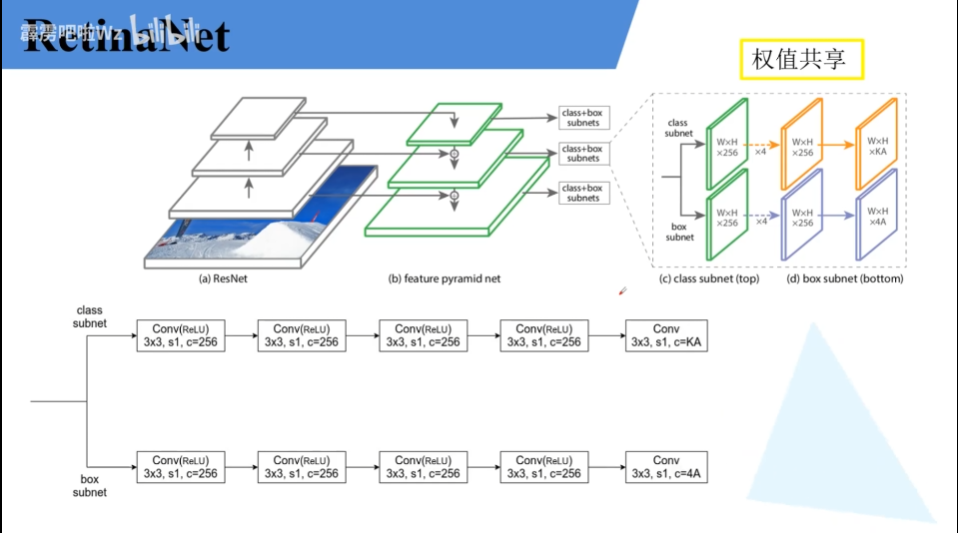 RetinaNet
霹雳吧啦Wz bilibili
权值共享
class+box
subnets
class+box
subnets
class+box
subnets
class
subnet
W×H
×256
×4
W×H
×256
W×H
×KA
box
subnet
W×H
×256
×4
W×H
×256
W×H
×4A
(a) ResNet
(b) feature pyramid net
(c) class subnet (top)
(d) box subnet (bottom)
class
subnet
Conv(ReLU)
3x3, s1, c=256
Conv(ReLU)
3x3, s1, c=256
Conv(ReLU)
3x3, s1, c=256
Conv(ReLU)
3x3, s1, c=256
Conv
3x3, s1, c=KA
box
subnet
Conv(ReLU)
3x3, s1, c=256
Conv(ReLU)
3x3, s1, c=256
Conv(ReLU)
3x3, s1, c=256
Conv(ReLU)
3x3, s1, c=256
Conv
3x3, s1, c=4A